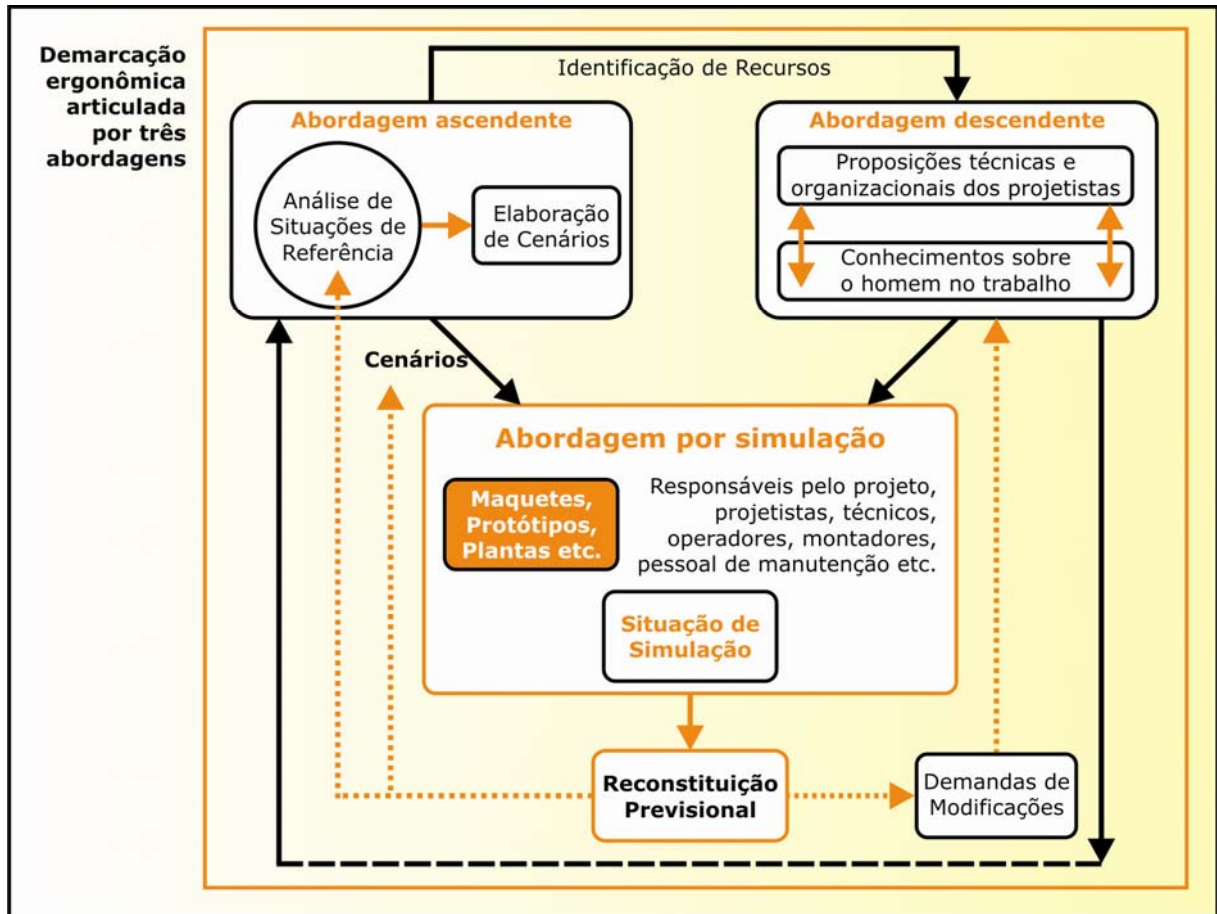 Demarcação
ergonômica
articulada
por três
abordagens
Identificação de Recursos
Abordagem ascendente
Análise de
Situações de
Referência
Elaboração
de Cenários
Abordagem descendente
Proposições técnicas e
organizacionais dos projetistas
Conhecimentos sobre
o homem no trabalho
Cenários
Abordagem por simulação
Maquetes,
Protótipos,
Plantas etc.
Responsáveis pelo projeto,
projetistas, técnicos,
operadores, montadores,
pessoal de manutenção etc.
Situação de
Simulação
Reconstituição
Previsional
Demandas de
Modificações